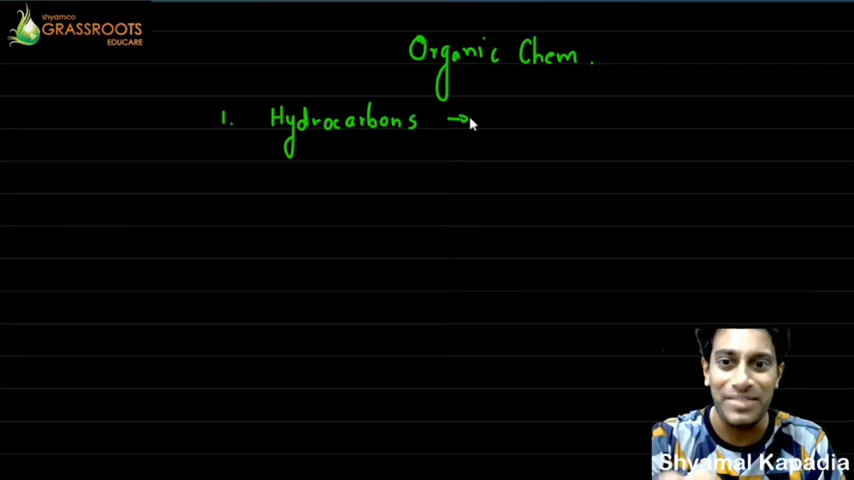 shyamco
GRASSROOTS
EDUCARE
Organic Chem.
1. Hydrocarbons →
Shyamal Kapadia